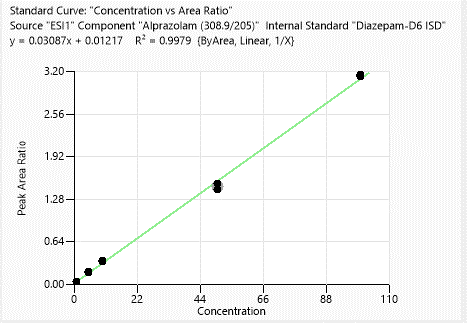 Standard Curve: "Concentration vs Area Ratio"
Source "ESI1" Component "Alprazolam (308.9/205)"  Internal Standard "Diazepam-D6 ISD"
y = 0.03087x + 0.01217   R² = 0.9979  {ByArea, Linear, 1/X}
3.20
2.56
1.92
1.28
0.64
0.00
Peak Area Ratio
0 22 44 66 88 110
Concentration